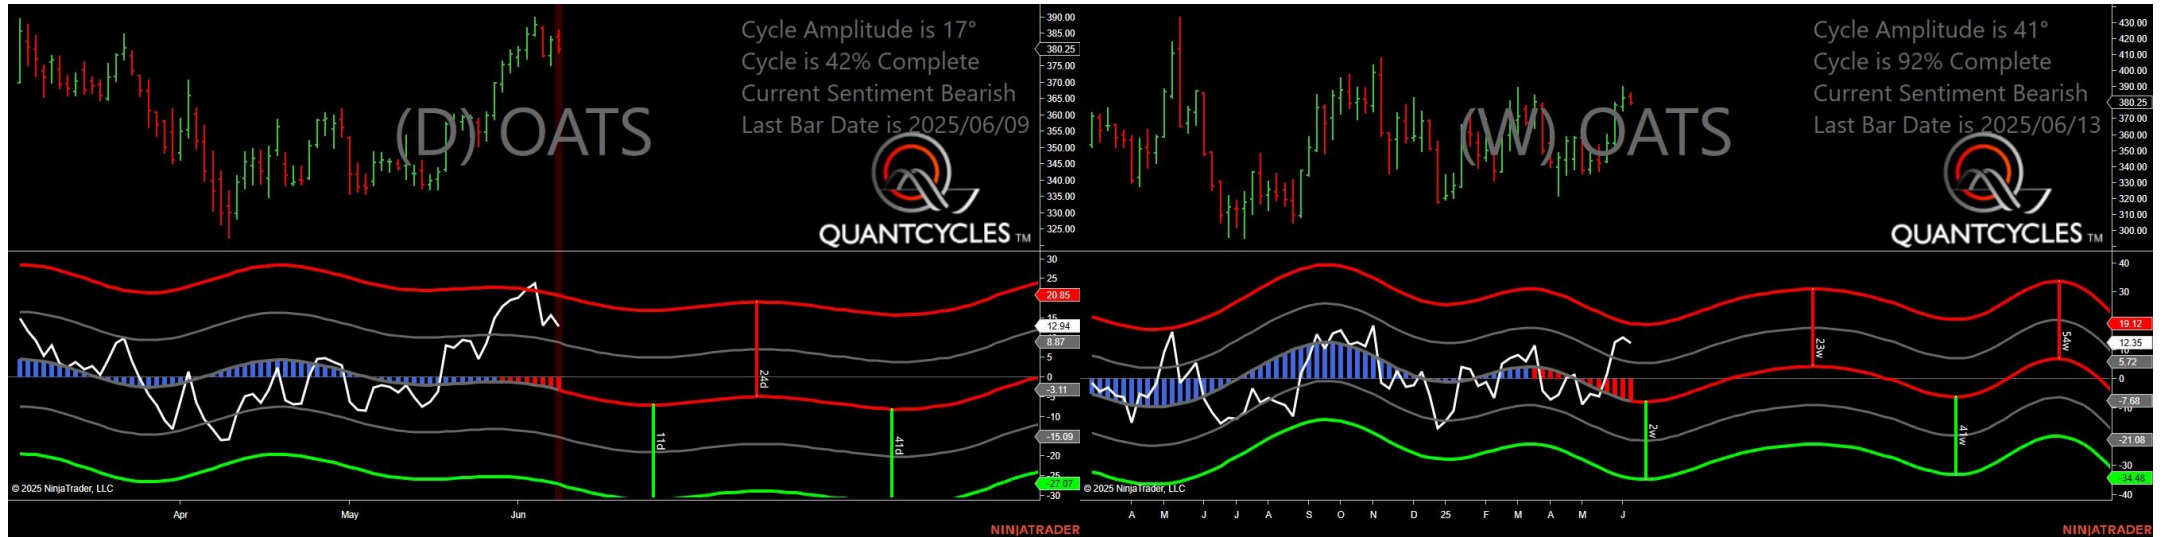 Cycle Amplitude is 17°
Cycle is 42% Complete
Current Sentiment Bearish
Last Bar Date is 2025/06/09
(D) OATS
QUANTCYCLES TM
390.00
385.00
380.25
375.00
365.00
360.00
355.00
350.00
345.00
340.00
335.00
330.00
325.00
30
25
20.85
15
12.94
8.87
5
0
-3.11
-5
-10
-15.09
-20
-25
-27.07
-30
24d
11d
41d
© 2025 NinjaTrader, LLC
Apr
May
Jun
NINJATRADER
Cycle Amplitude is 41°
Cycle is 92% Complete
Current Sentiment Bearish
Last Bar Date is 2025/06/13
(W) OATS
QUANTCYCLES TM
430.00
420.00
410.00
400.00
390.00
380.25
370.00
360.00
350.00
340.00
330.00
320.00
310.00
300.00
40
30
19.12
12.35
10
5.72
0
-7.68
-10
-21.08
-30
-34.48
-40
23w
54w
2w
41w
© 2025 NinjaTrader, LLC
A M J J A S O N D 25 F M A M J
NINJATRADER